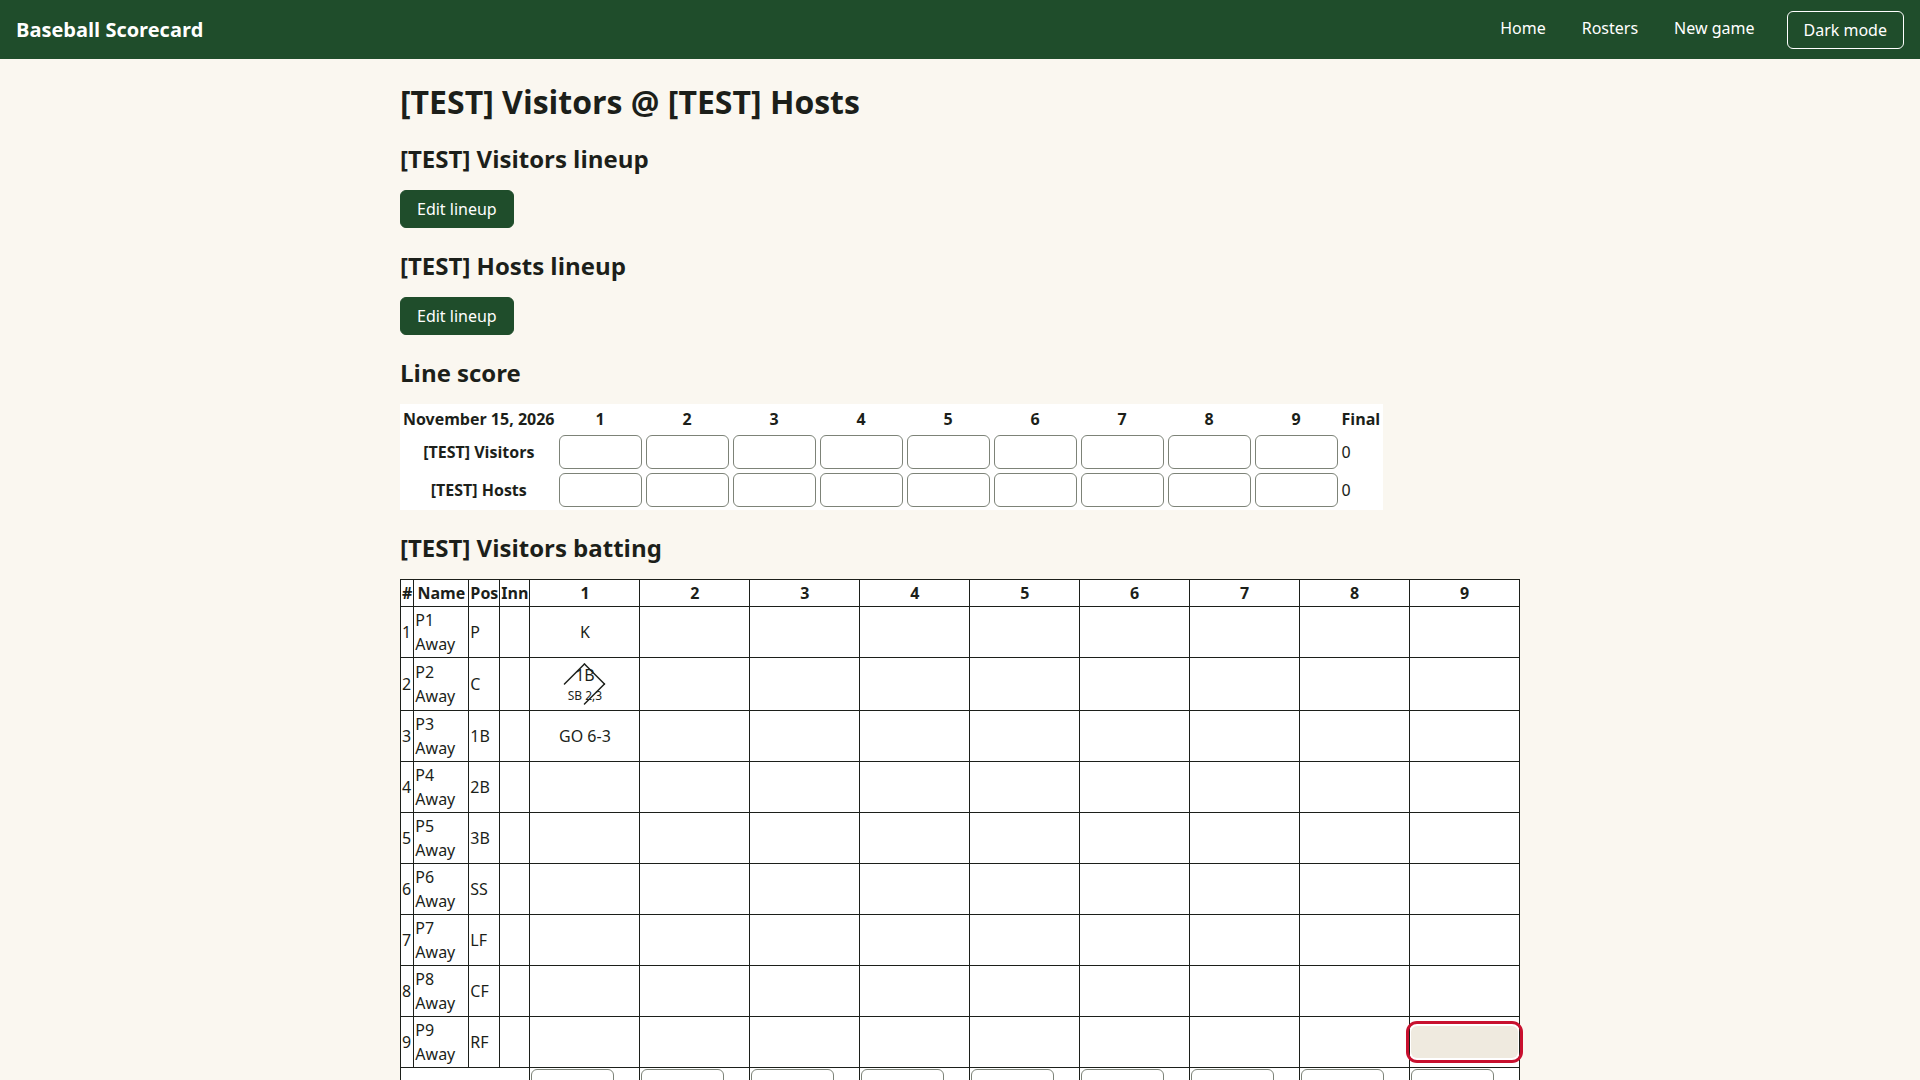 Baseball Scorecard Home Rosters New game Dark mode
[TEST] Visitors @ [TEST] Hosts
[TEST] Visitors lineup
Edit lineup
[TEST] Hosts lineup
Edit lineup
Line score
November 15, 2026 1 2 3 4 5 6 7 8 9 Final
[TEST] Visitors 0
[TEST] Hosts 0
[TEST] Visitors batting
# Name Pos Inn 1 2 3 4 5 6 7 8 9
1 P1 Away P K
2 P2 Away C 1B
SB 2,3
3 P3 Away 1B GO 6-3
4 P4 Away 2B
5 P5 Away 3B
6 P6 Away SS
7 P7 Away LF
8 P8 Away CF
9 P9 Away RF